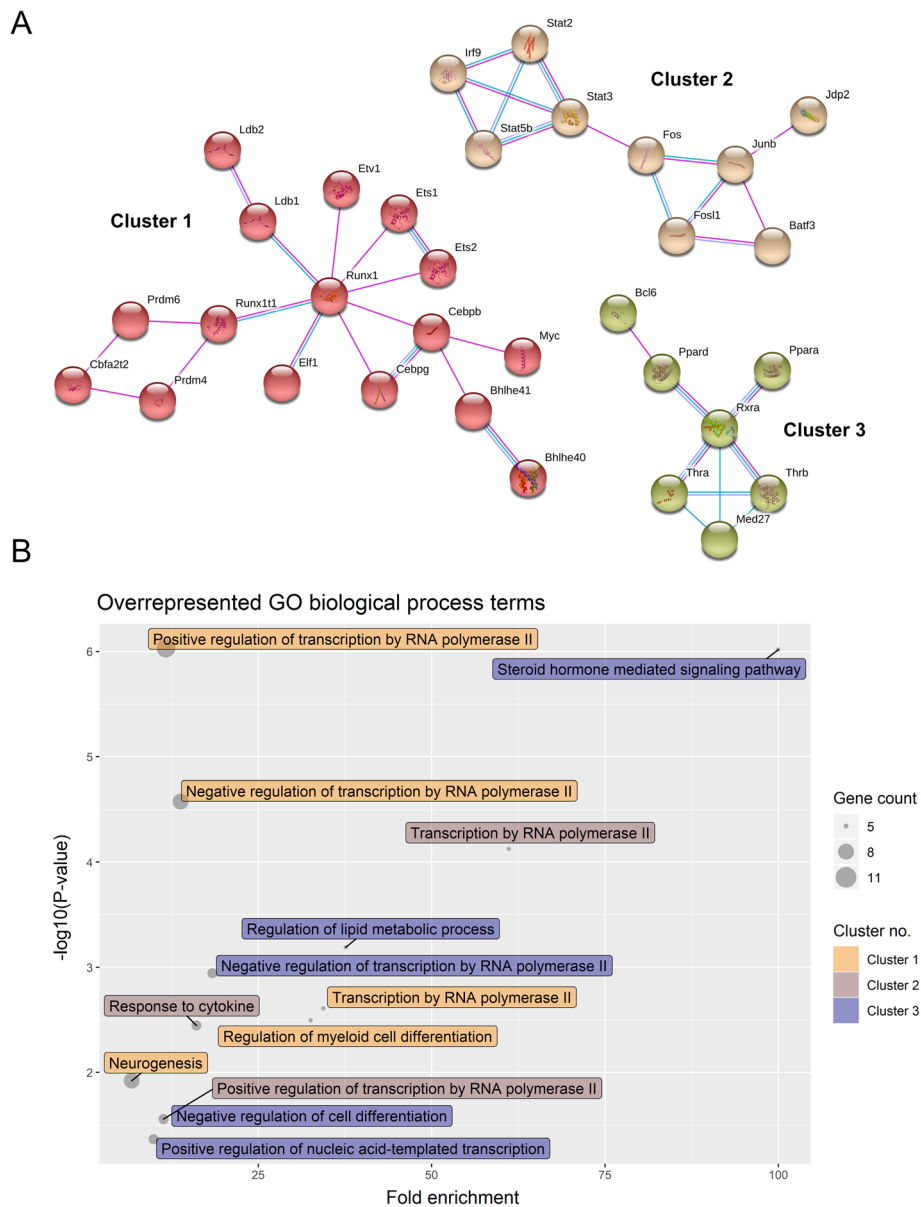 A
Stat2
Irf9
Cluster 2
Stat3
Jdp2
Stat5b
Fos
Junb
Ldb2
Etv1
Ets1
Ldb1
Cluster 1
Fosl1
Batf3
Ets2
Runx1
Bcl6
Prdm6
Runx1t1
Cebpb
Ppard
Ppara
Myc
Cbfa2t2
Prdm4
Elf1
Cebpg
Bhlhe41
Rxra
Cluster 3
Bhlhe40
Thra
Thrb
Med27
B
Overrepresented GO biological process terms
Positive regulation of transcription by RNA polymerase II
Steroid hormone mediated signaling pathway
Negative regulation of transcription by RNA polymerase II
Transcription by RNA polymerase II
Regulation of lipid metabolic process
Negative regulation of transcription by RNA polymerase II
Transcription by RNA polymerase II
Response to cytokine
Regulation of myeloid cell differentiation
Neurogenesis
Positive regulation of transcription by RNA polymerase II
Negative regulation of cell differentiation
Positive regulation of nucleic acid-templated transcription
6
5
4
3
2
-log10(P-value)
25
50
75
100
Fold enrichment
Gene count
5
8
11
Cluster no.
Cluster 1
Cluster 2
Cluster 3